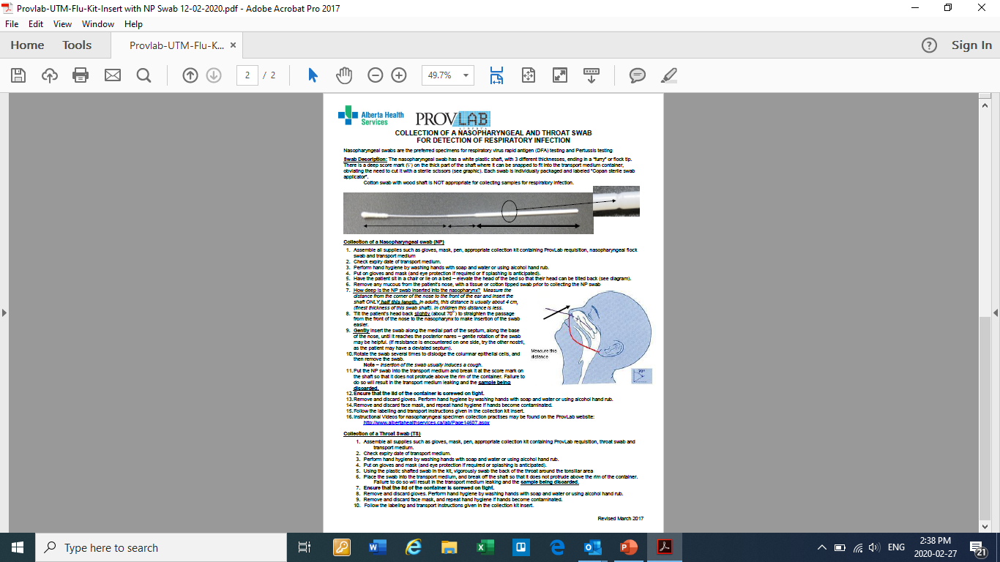 Provlab-UTM-Flu-Kit-Insert with NP Swab 12-02-2020.pdf - Adobe Acrobat Pro 2017
File Edit View Window Help
Home Tools Provlab-UTM-Flu-K... × ? Sign In
2 / 2 49.7%
Alberta Health
Services
PROVLAB
ALBERTA
COLLECTION OF A NASOPHARYNGEAL AND THROAT SWAB
FOR DETECTION OF RESPIRATORY INFECTION
Nasopharyngeal swabs are the preferred specimens for respiratory virus rapid antigen (DFA) testing and Pertussis testing
Swab Description: The nasopharyngeal swab has a white plastic shaft, with 3 different thicknesses, ending in a "furry" or flock tip.
There is a deep score mark (V) on the thick part of the shaft where it can be snapped to fit into the transport medium container,
obviating the need to cut it with a sterile scissors (see graphic). Each swab is individually packaged and labeled "Copan sterile swab
applicator".
Cotton swab with wood shaft is NOT appropriate for collecting samples for respiratory infection.
Collection of a Nasopharyngeal swab (NP)
1. Assemble all supplies such as gloves, mask, pen, appropriate collection kit containing ProvLab requisition, nasopharyngeal flock
swab and transport medium
2. Check expiry date of transport medium.
3. Perform hand hygiene by washing hands with soap and water or using alcohol hand rub.
4. Put on gloves and mask (and eye protection if required or if splashing is anticipated).
5. Have the patient sit in a chair or lie on a bed – elevate the head of the bed so that their head can be tilted back (see diagram).
6. Remove any mucous from the patient's nose, with a tissue or cotton tipped swab prior to collecting the NP swab
7. How deep is the NP swab inserted into the nasopharynx? Measure the
distance from the corner of the nose to the front of the ear and insert the
shaft ONLY half this length. In adults, this distance is usually about 4 cm,
(finest thickness of this swab shaft). In children this distance is less.
8. Tilt the patient's head back slightly (about 70°) to straighten the passage
from the front of the nose to the nasopharynx to make insertion of the swab
easier.
9. Gently insert the swab along the medial part of the septum, along the base
of the nose, until it reaches the posterior nares – gentle rotation of the swab
may be helpful. (If resistance is encountered on one side, try the other nostril,
as the patient may have a deviated septum).
10. Rotate the swab several times to dislodge the columnar epithelial cells, and
then remove the swab.
Note – insertion of the swab usually induces a cough.
11. Put the NP swab into the transport medium and break it at the score mark on
the shaft so that it does not protrude above the rim of the container. Failure to
do so will result in the transport medium leaking and the sample being
discarded.
Measure this
distance.
70°
12. Ensure that the lid of the container is screwed on tight.
13. Remove and discard gloves. Perform hand hygiene by washing hands with soap and water or using alcohol hand rub.
14. Remove and discard face mask, and repeat hand hygiene if hands become contaminated.
15. Follow the labelling and transport instructions given in the collection kit insert.
16. Instructional Videos for nasopharyngeal specimen collection practises may be found on the ProvLab website:
http://www.albertahealthservices.ca/lab/Page14607.aspx
Collection of a Throat Swab (TS)
1. Assemble all supplies such as gloves, mask, pen, appropriate collection kit containing ProvLab requisition, throat swab and
transport medium.
2. Check expiry date of transport medium.
3. Perform hand hygiene by washing hands with soap and water or using alcohol hand rub.
4. Put on gloves and mask (and eye protection if required or splashing is anticipated).
5. Using the plastic shafted swab in the kit, vigorously swab the back of the throat around the tonsillar area
6. Place the swab into the transport medium, and break off the shaft so that it does not protrude above the rim of the container.
Failure to do so will result in the transport medium leaking and the sample being discarded.
7. Ensure that the lid of the container is screwed on tight.
8. Remove and discard gloves. Perform hand hygiene by washing hands with soap and water or using alcohol hand rub.
9. Remove and discard face mask, and repeat hand hygiene if hands become contaminated.
10. Follow the labeling and transport instructions given in the collection kit insert.
Revised March 2017
Type here to search
ENG
2:38 PM
2020-02-27
21